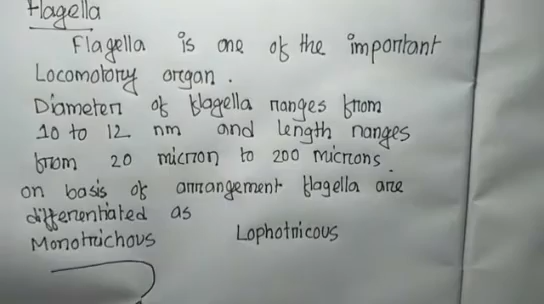 Flagella
Flagella is one of the important
Locomotory organ.
Diameter of flagella ranges from
10 to 12 nm and length ranges
from 20 micron to 200 microns.
on basis of arrangement flagella are
differentiated as
Monotrichous Lophotricous